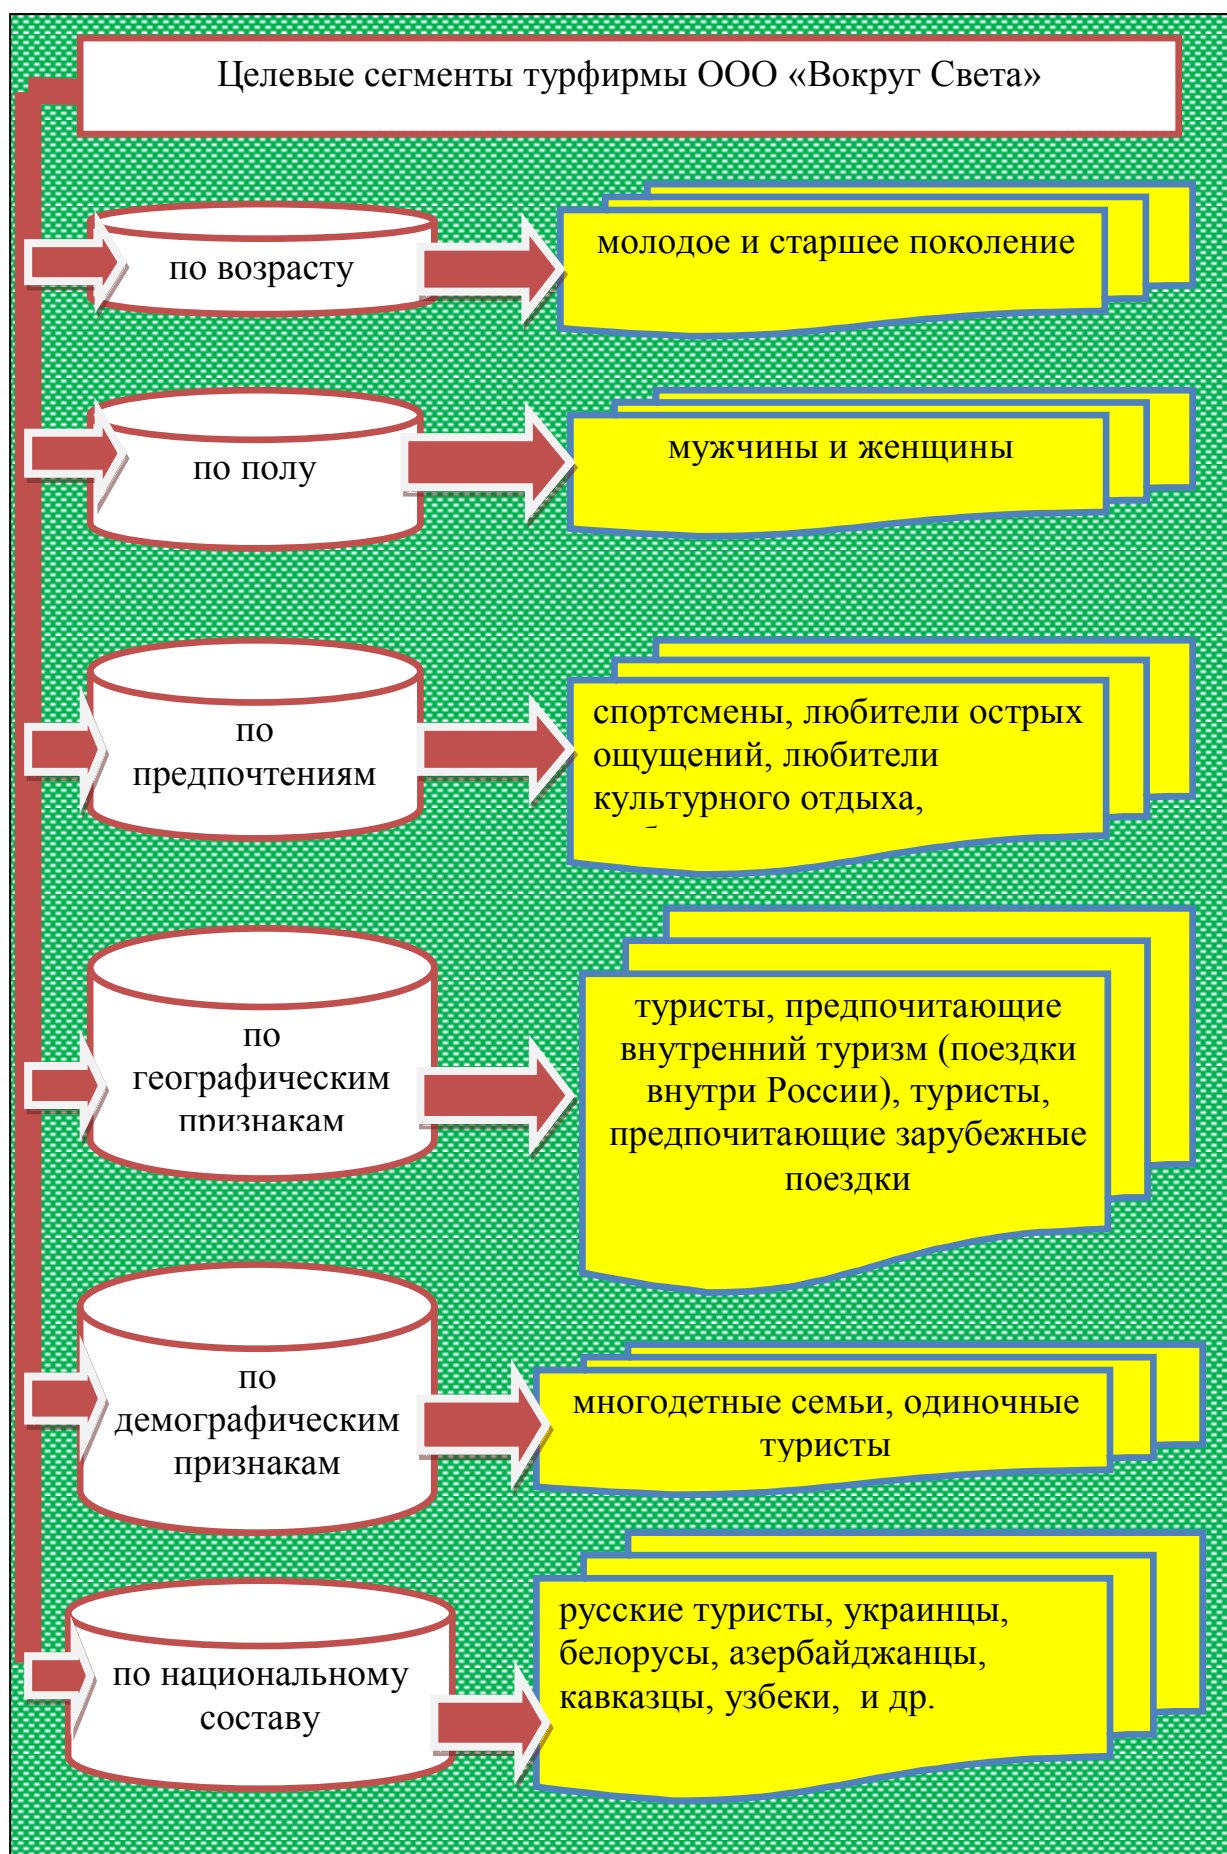 Целевые сегменты турфирмы ООО «Вокруг Света»
по возрасту
молодое и старшее поколение
по полу
мужчины и женщины
по
предпочтениям
спортсмены, любители острых
ощущений, любители
культурного отдыха,
по
географическим
признакам
туристы, предпочитающие
внутренний туризм (поездки
внутри России), туристы,
предпочитающие зарубежные
поездки
по
демографическим
признакам
многодетные семьи, одиночные
туристы
по национальному
составу
русские туристы, украинцы,
белорусы, азербайджанцы,
кавказцы, узбеки,  и др.